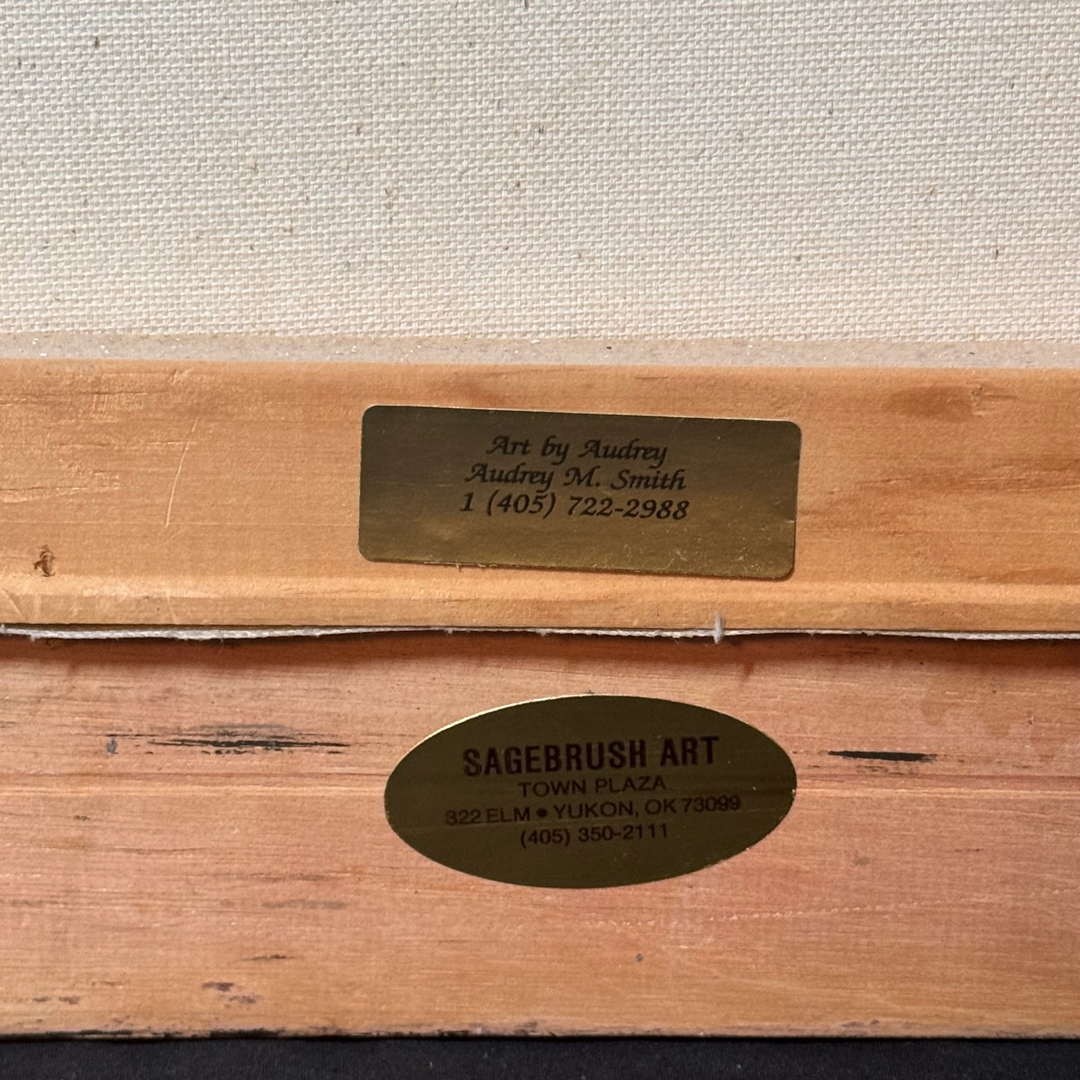 Art by Audrey
Audrey M. Smith
1 (405) 722-2988
SAGEBRUSH ART
TOWN PLAZA
322 ELM • YUKON, OK 73099
(405) 350-2111